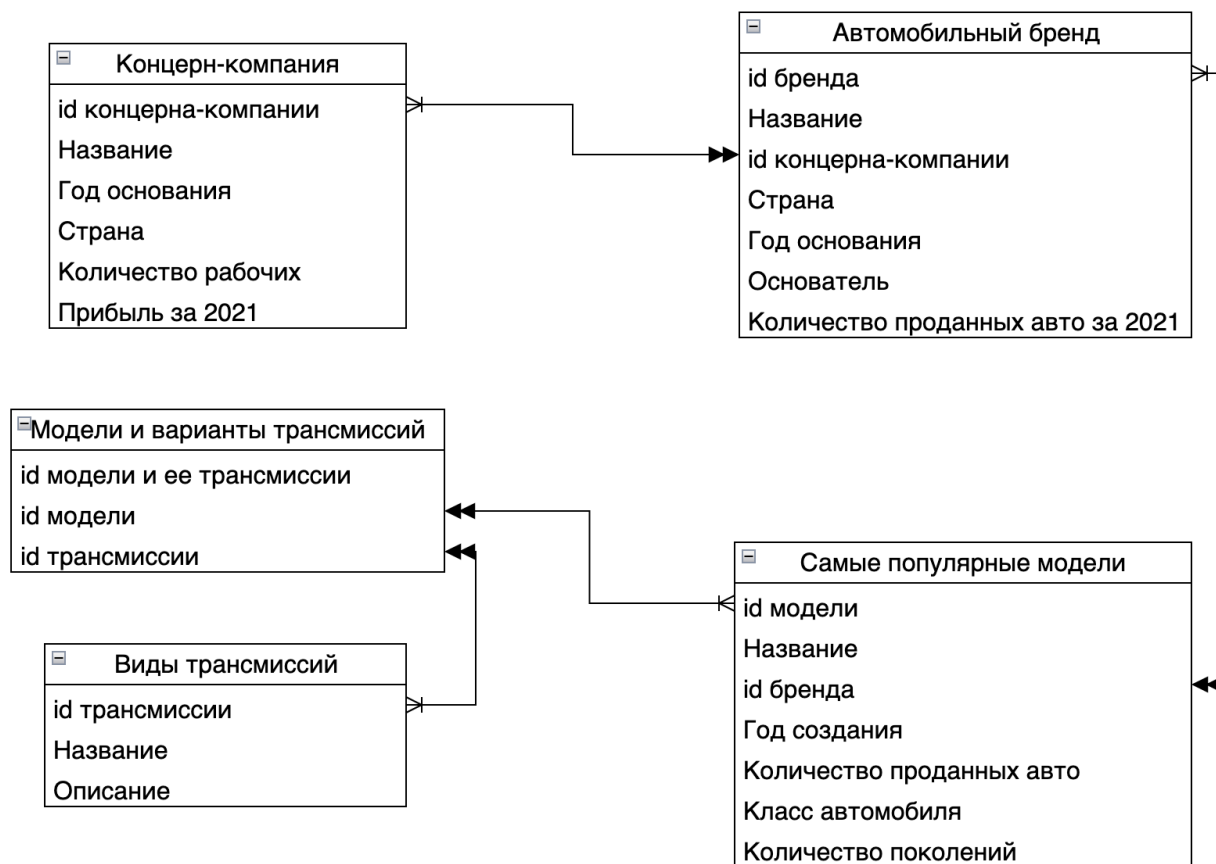 Концерн-компания
id концерна-компании
Название
Год основания
Страна
Количество рабочих
Прибыль за 2021
Автомобильный бренд
id бренда
Название
id концерна-компании
Страна
Год основания
Основатель
Количество проданных авто за 2021
Модели и варианты трансмиссий
id модели и ее трансмиссии
id модели
id трансмиссии
Виды трансмиссий
id трансмиссии
Название
Описание
Самые популярные модели
id модели
Название
id бренда
Год создания
Количество проданных авто
Класс автомобиля
Количество поколений